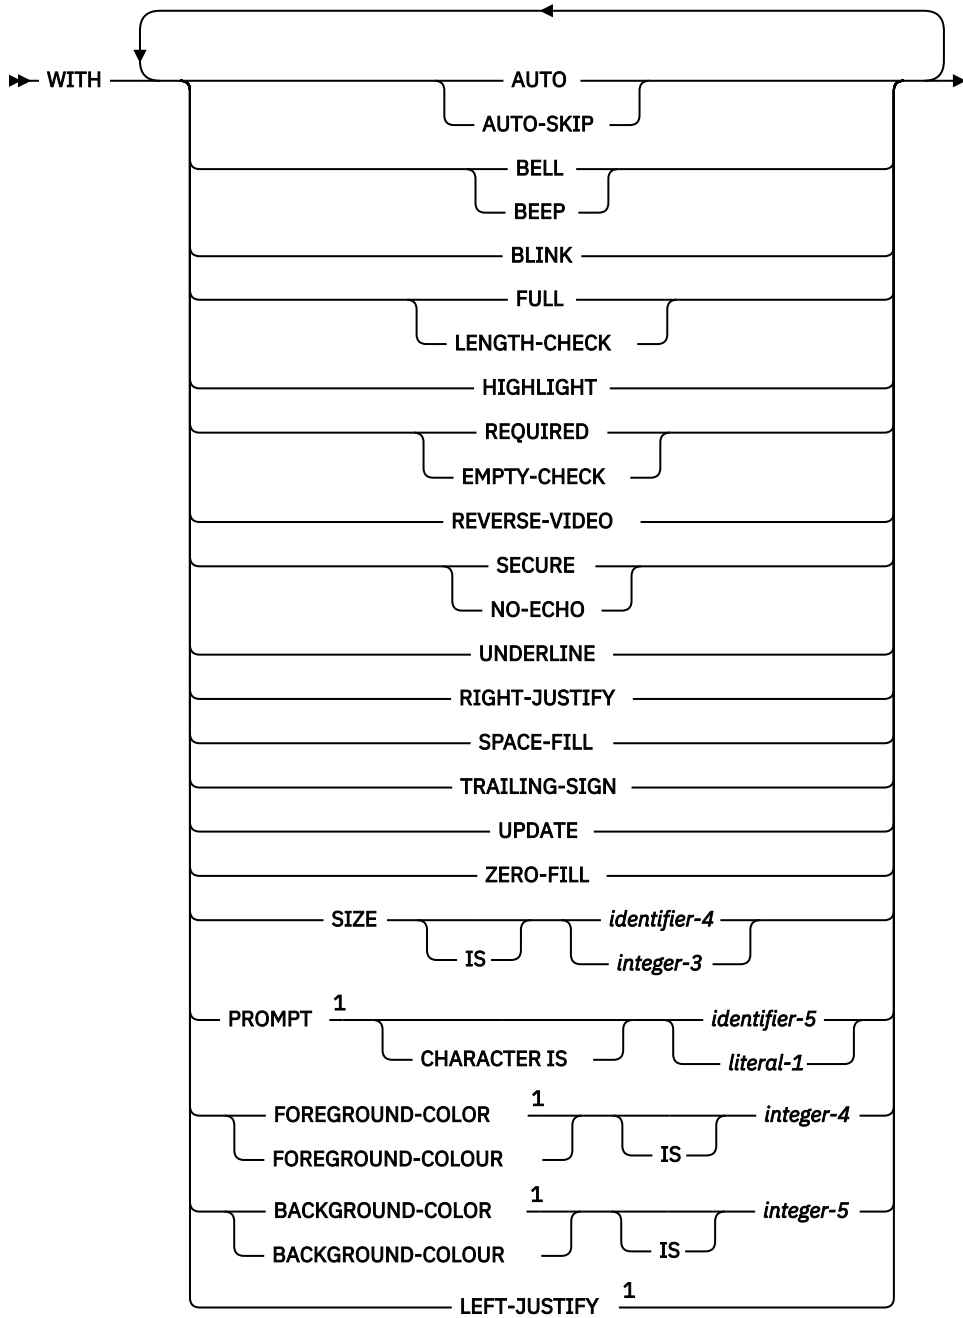 WITH AUTO
AUTO-SKIP
BELL
BEEP
BLINK
FULL
LENGTH-CHECK
HIGHLIGHT
REQUIRED
EMPTY-CHECK
REVERSE-VIDEO
SECURE
NO-ECHO
UNDERLINE
RIGHT-JUSTIFY
SPACE-FILL
TRAILING-SIGN
UPDATE
ZERO-FILL
SIZE identifier-4
IS integer-3
PROMPT 1 identifier-5
CHARACTER IS literal-1
FOREGROUND-COLOR 1 integer-4
FOREGROUND-COLOUR IS
BACKGROUND-COLOR 1 integer-5
BACKGROUND-COLOUR IS
LEFT-JUSTIFY 1